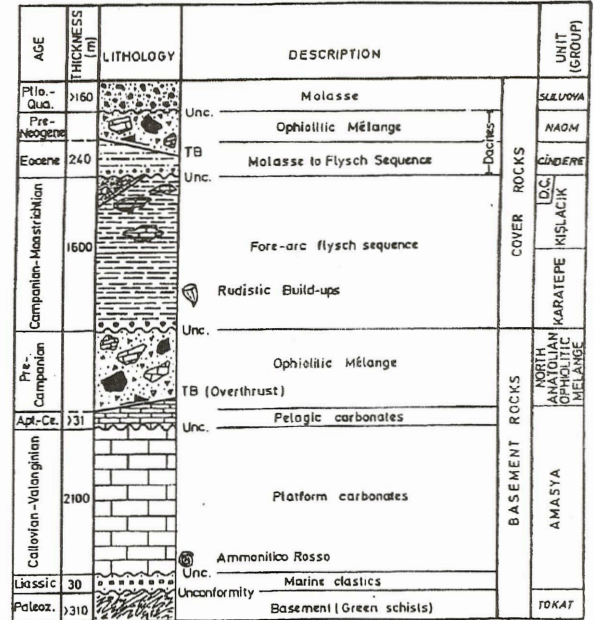 AGE
THICKNESS (m)
LITHOLOGY
DESCRIPTION
UNIT (GROUP)
Plio.-Qua.
>160
Molasse
SULUOVA
Unc.
Pre-Neogene
Ophiolitic Mélange
NAOM
TB
Eocene
240
Molasse to Flysch Sequence
Dacites
CİNDERE
Unc.
COVER ROCKS
Campanian-Maastrichtian
1600
Fore-arc flysch sequence
D.C.
KIŞLACIK
Rudistic Build-ups
KARATEPE
Unc.
Pre-Campanian
Ophiolitic Mélange
NORTH ANATOLIAN OPHIOLITIC MELANGE
TB (Overthrust)
Apt.-Ce.
>31
Pelagic carbonates
Unc.
BASEMENT ROCKS
Callovian-Valanginian
2100
Platform carbonates
AMASYA
Ammonitico Rosso
Unc.
Liassic
30
Marine clastics
Unconformity
Paleoz.
>310
Basement (Green schists)
TOKAT